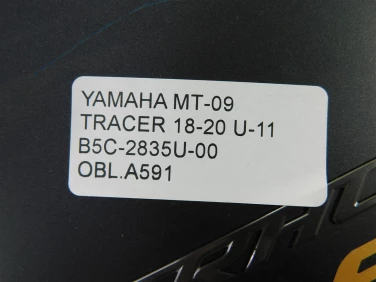 YAMAHA MT-09
TRACER 18-20 U-11
B5C-2835U-00
OBL.A591